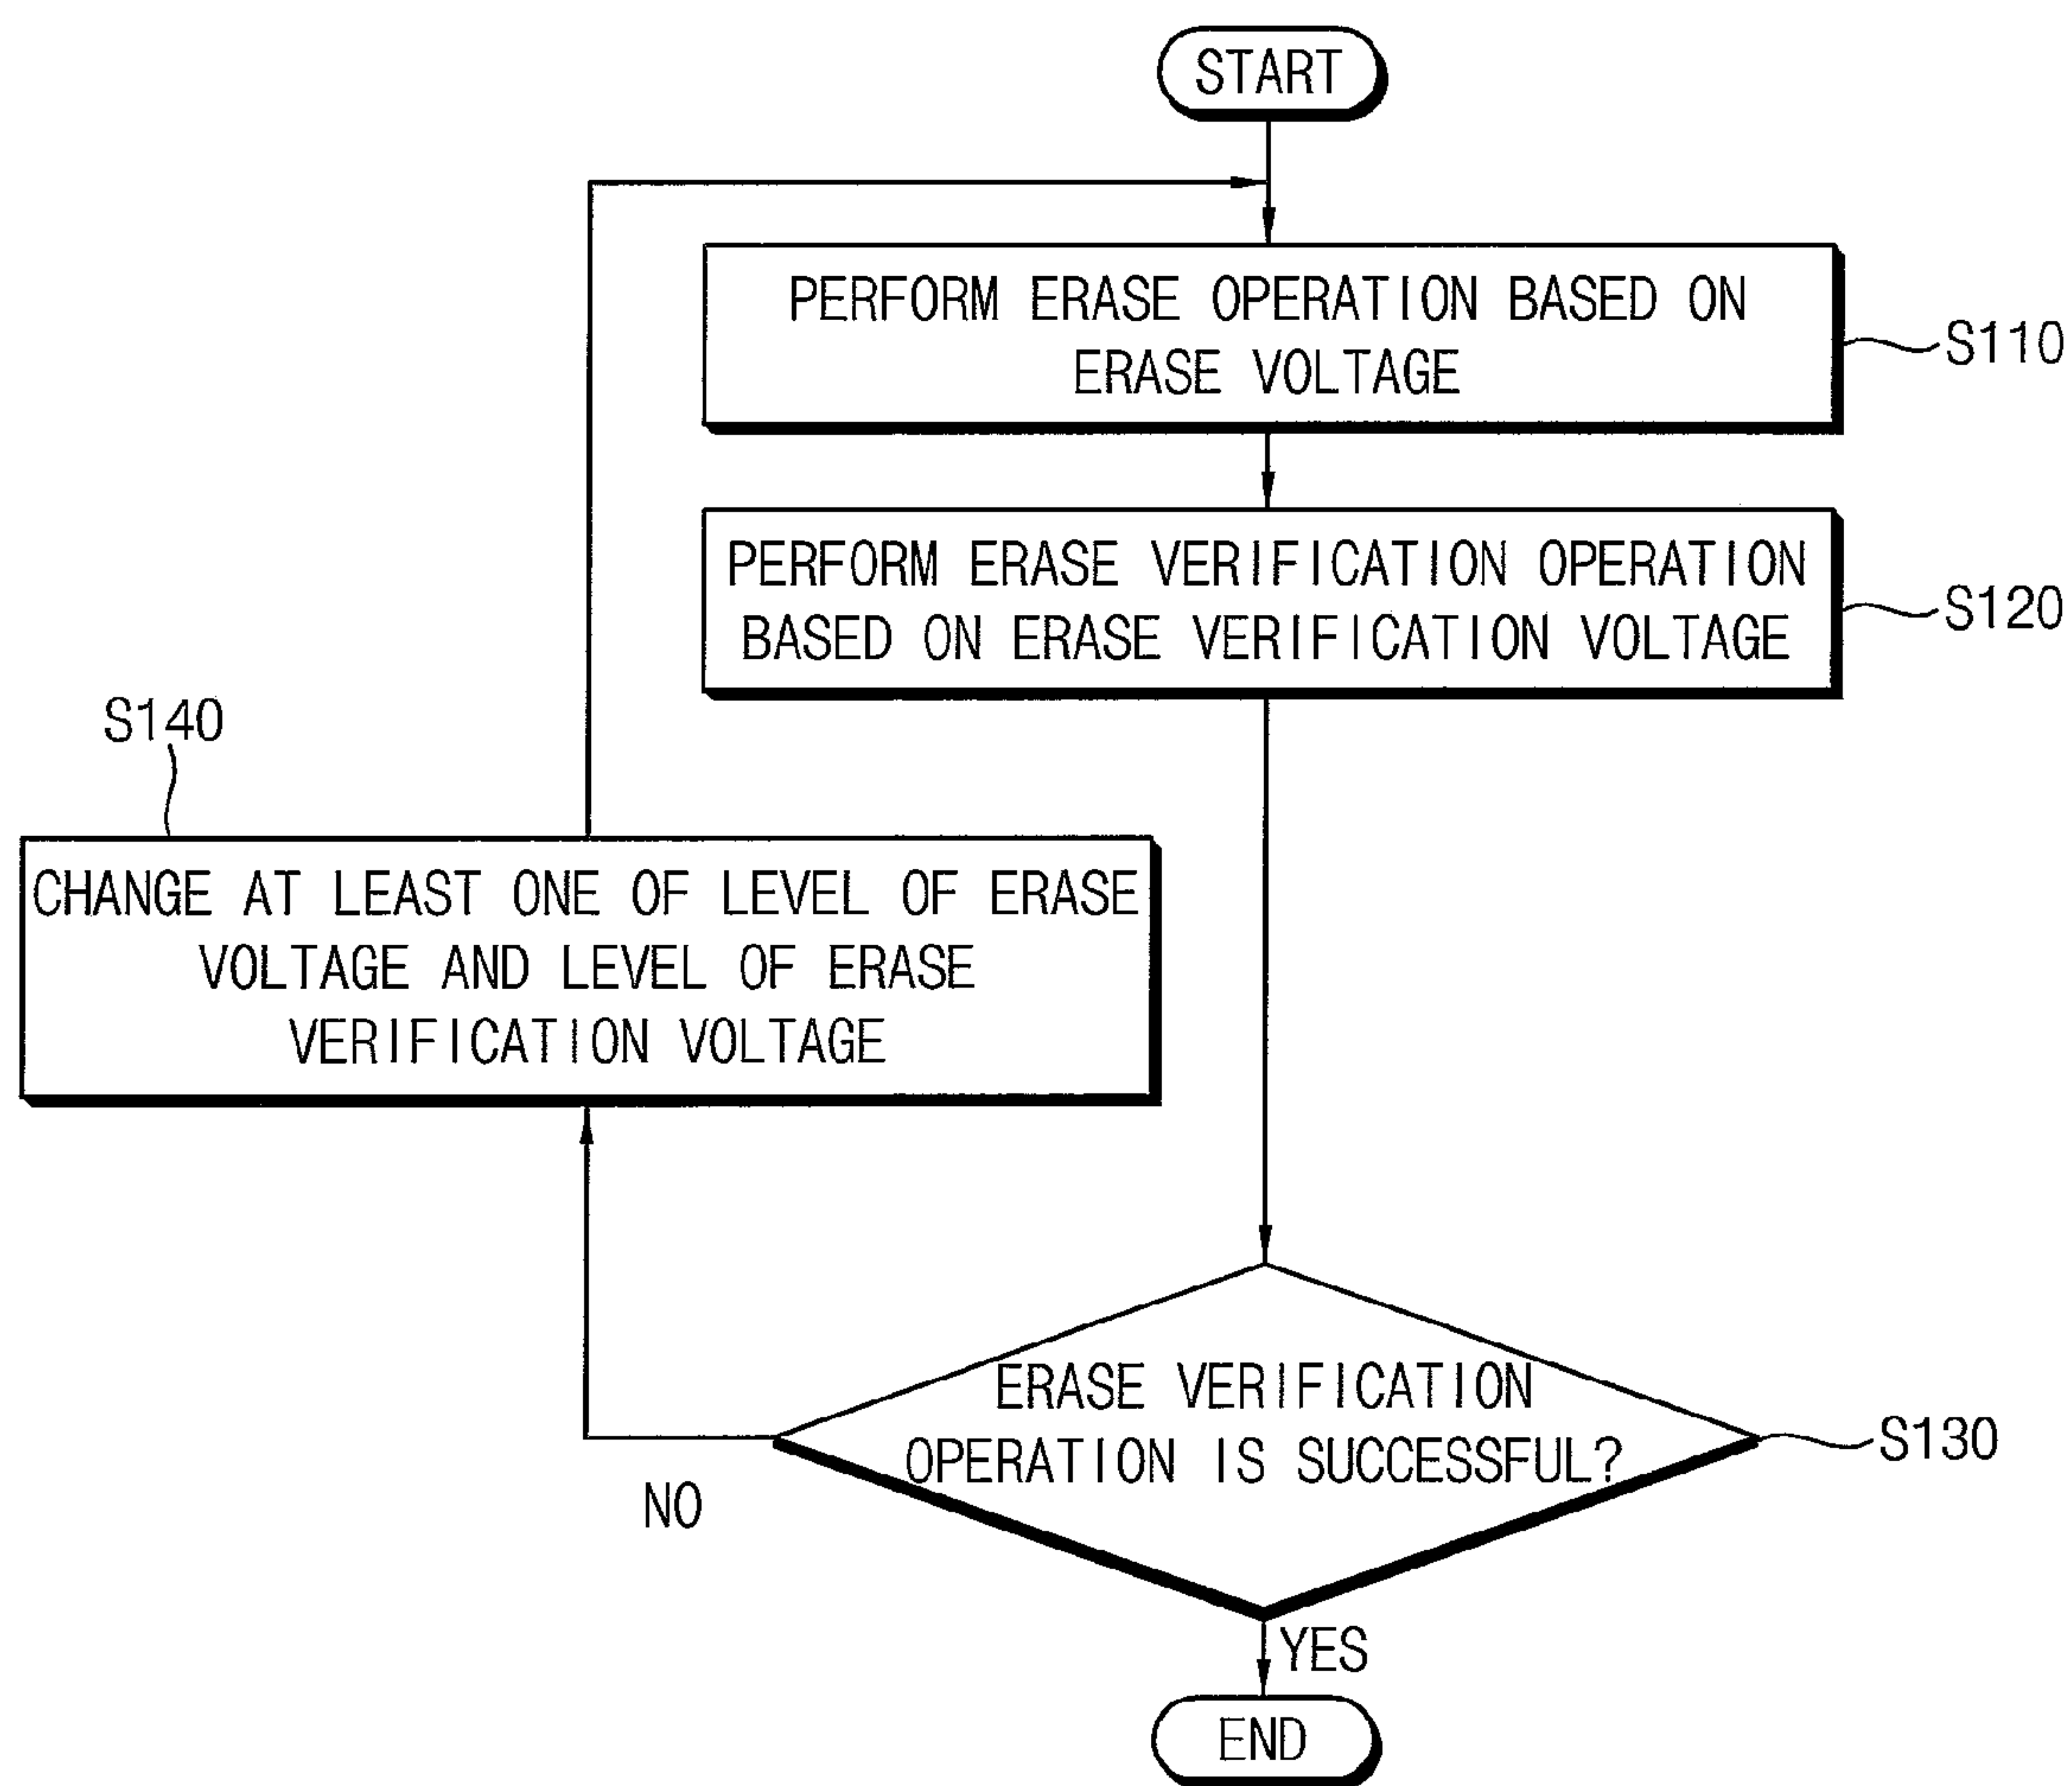 START
PERFORM ERASE OPERATION BASED ON
ERASE VOLTAGE
S110
PERFORM ERASE VERIFICATION OPERATION
BASED ON ERASE VERIFICATION VOLTAGE
S120
S140
CHANGE AT LEAST ONE OF LEVEL OF ERASE
VOLTAGE AND LEVEL OF ERASE
VERIFICATION VOLTAGE
ERASE VERIFICATION
OPERATION IS SUCCESSFUL?
S130
NO
YES
END